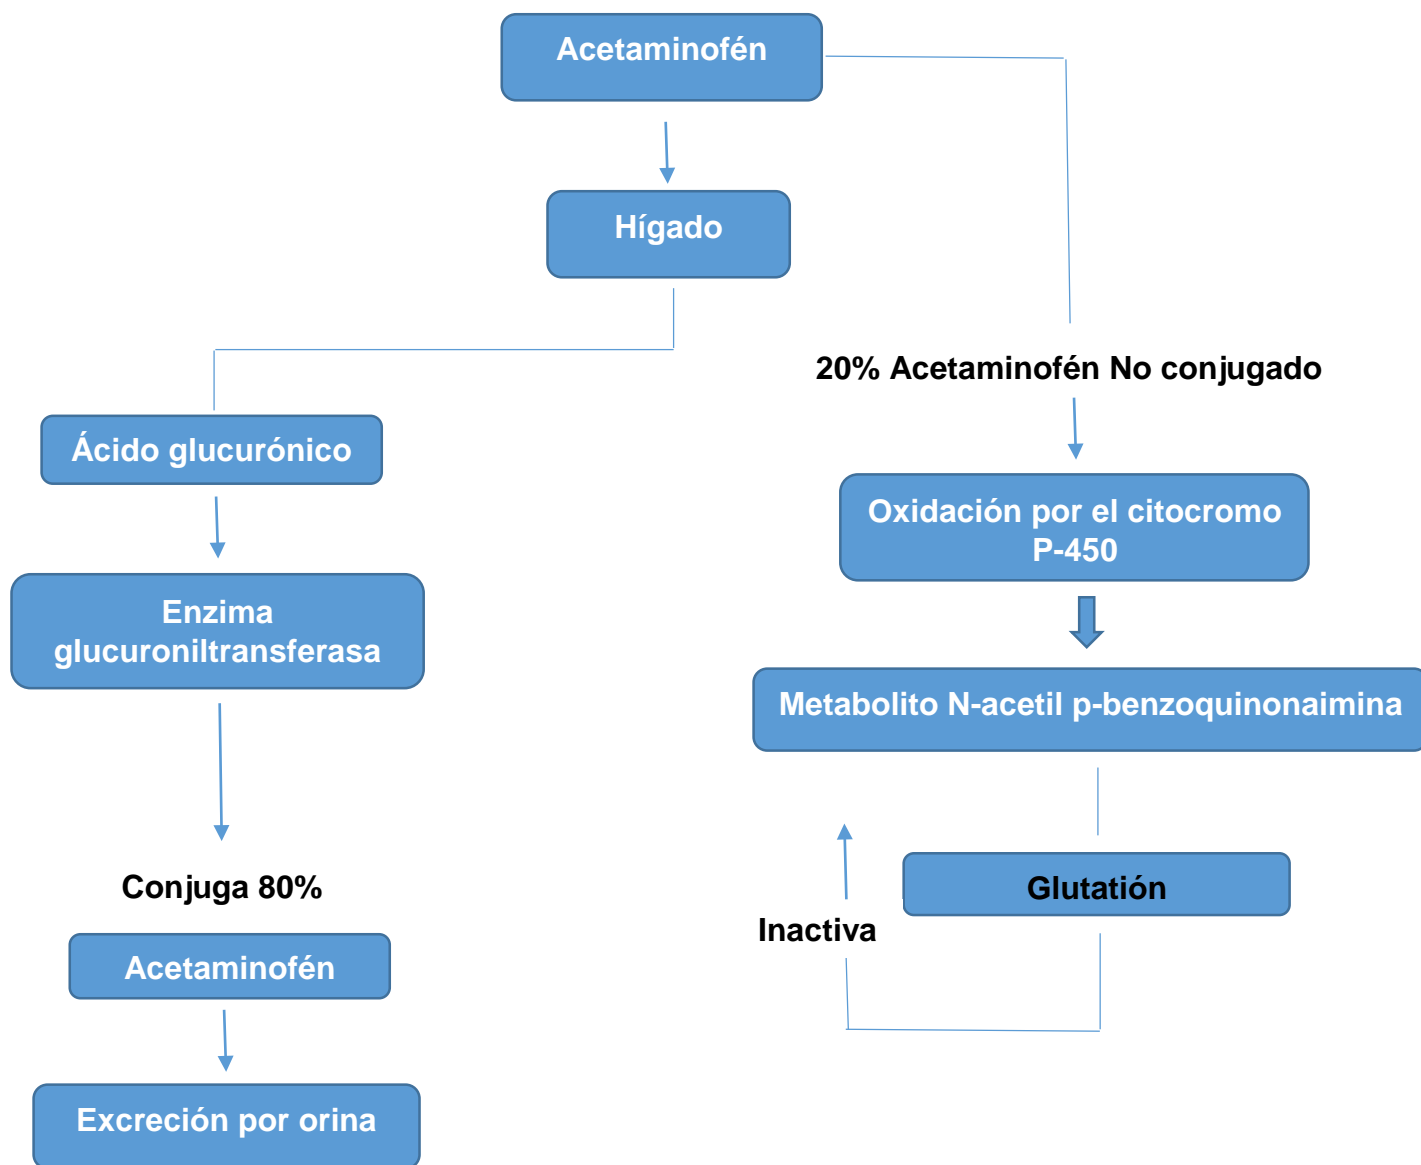 Acetaminofén
Hígado
20% Acetaminofén No conjugado
Ácido glucurónico
Oxidación por el citocromo
P-450
Enzima
glucuroniltransferasa
Metabolito N-acetil p-benzoquinonaimina
Conjuga 80%
Glutatión
Inactiva
Acetaminofén
Excreción por orina